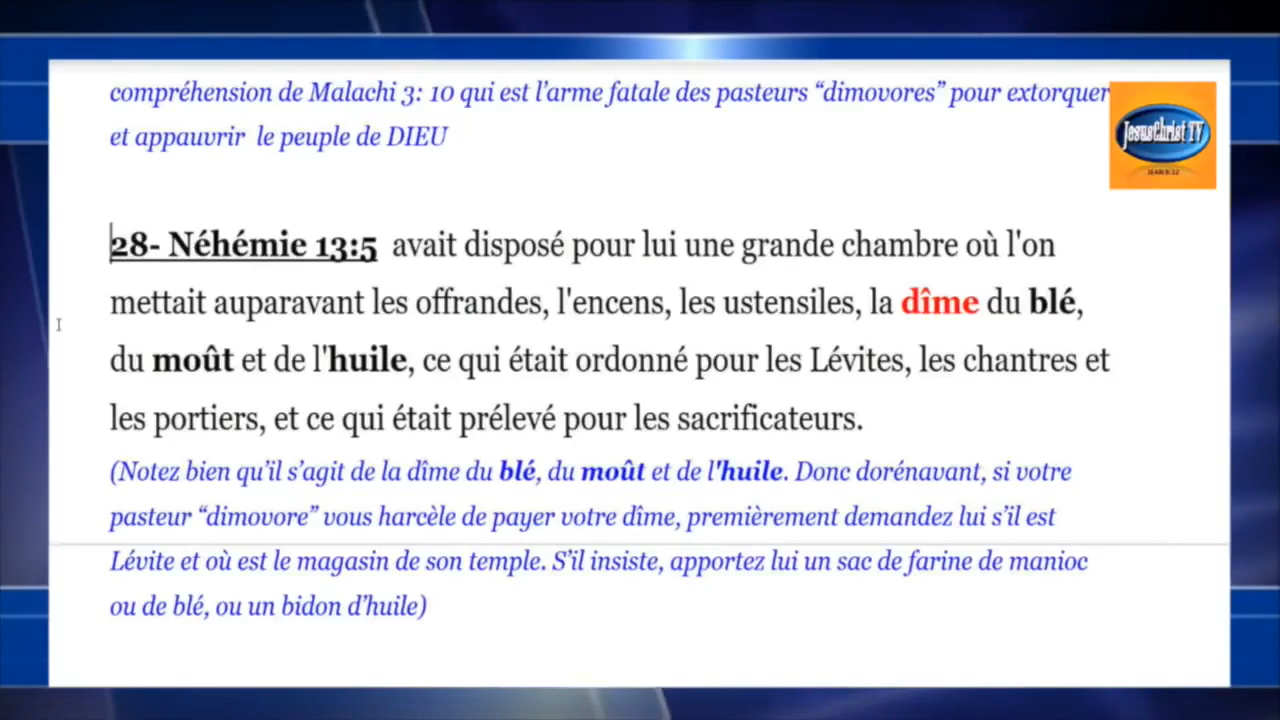 compréhension de Malachi 3: 10 qui est l'arme fatale des pasteurs “dimovores” pour extorquer
et appauvrir le peuple de DIEU
JesusChrist TV
JEAN 8:32
28- Néhémie 13:5 avait disposé pour lui une grande chambre où l'on
mettait auparavant les offrandes, l'encens, les ustensiles, la dîme du blé,
du moût et de l'huile, ce qui était ordonné pour les Lévites, les chantres et
les portiers, et ce qui était prélevé pour les sacrificateurs.
(Notez bien qu'il s'agit de la dîme du blé, du moût et de l'huile. Donc dorénavant, si votre
pasteur “dimovore” vous harcèle de payer votre dîme, premièrement demandez lui s'il est
Lévite et où est le magasin de son temple. S'il insiste, apportez lui un sac de farine de manioc
ou de blé, ou un bidon d'huile)